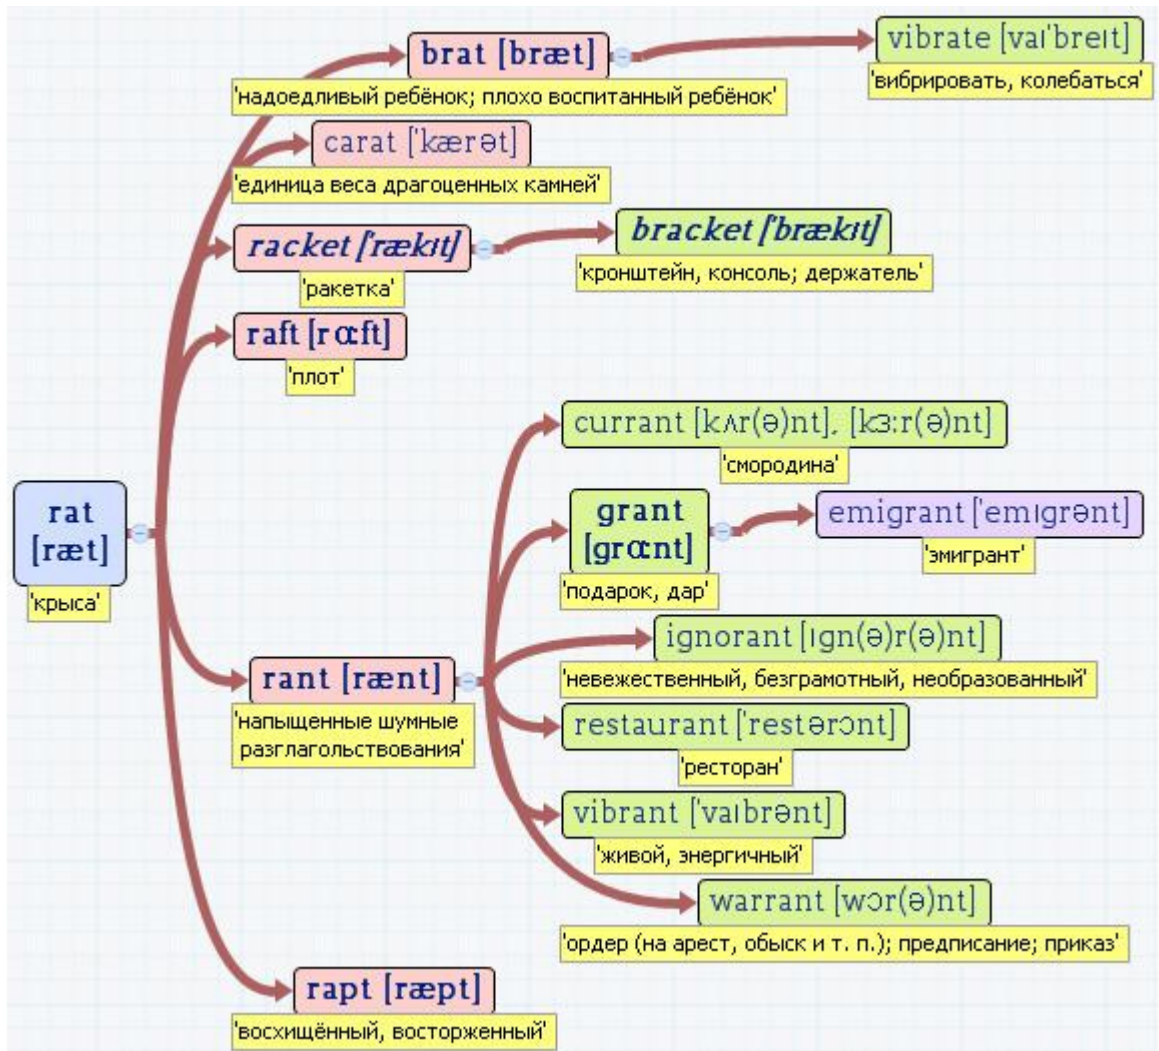 brat [bræt]
'надоедливый ребёнок; плохо воспитанный ребёнок'
vibrate [vaɪ'breɪt]
'вибрировать, колебаться'
carat ['kærət]
'единица веса драгоценных камней'
racket ['rækɪt]
'ракетка'
bracket ['brækɪt]
'кронштейн, консоль; держатель'
raft [rɑft]
'плот'
rat
[ræt]
'крыса'
rant [rænt]
'напыщенные шумные
разглагольствования'
currant [kʌr(ə)nt], [kɜ:r(ə)nt]
'смородина'
grant
[grɑnt]
'подарок, дар'
emigrant ['emɪgrənt]
'эмигрант'
ignorant [ɪgn(ə)r(ə)nt]
'невежественный, безграмотный, необразованный'
restaurant ['restərɔnt]
'ресторан'
vibrant ['vaɪbrənt]
'живой, энергичный'
warrant [wɔr(ə)nt]
'ордер (на арест, обыск и т. п.); предписание; приказ'
rapt [ræpt]
'восхищённый, восторженный'